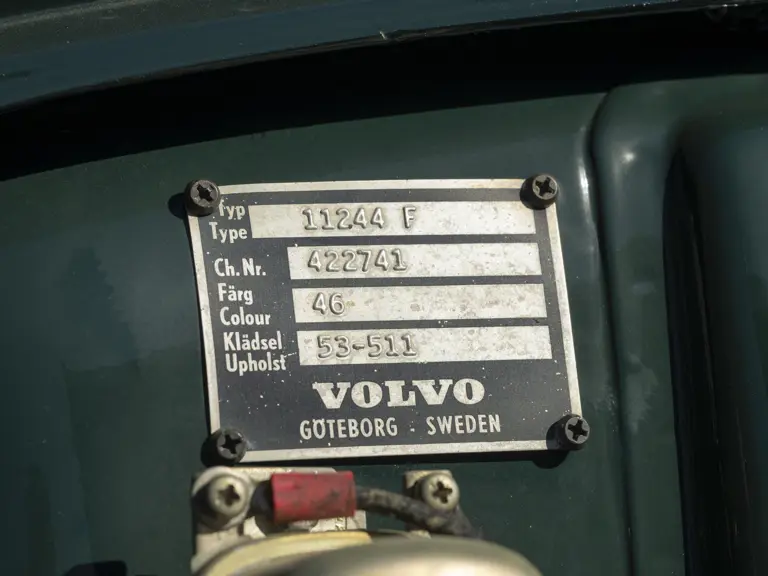 Typ
Type 11244 F
Ch.Nr. 422741
Färg
Colour 46
Klädsel
Upholst 53-511
VOLVO
GÖTEBORG - SWEDEN